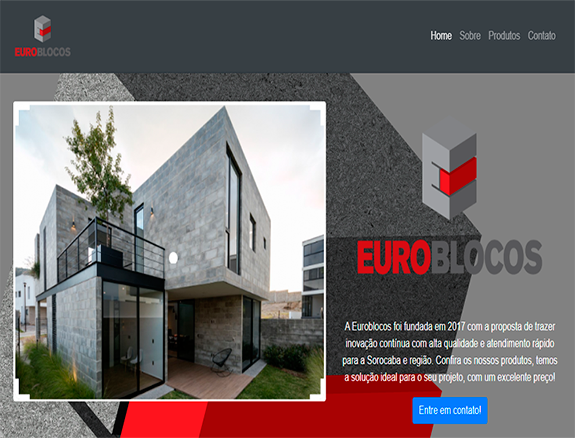 Home Sobre Produtos Contato
EUROBLOCOS
EUROBLOCOS
A Euroblocos foi fundada em 2017 com a proposta de trazer
inovação contínua com alta qualidade e atendimento rápido
para a Sorocaba e região. Confira os nossos produtos, temos
a solução ideal para o seu projeto, com um excelente preço!
Entre em contato!